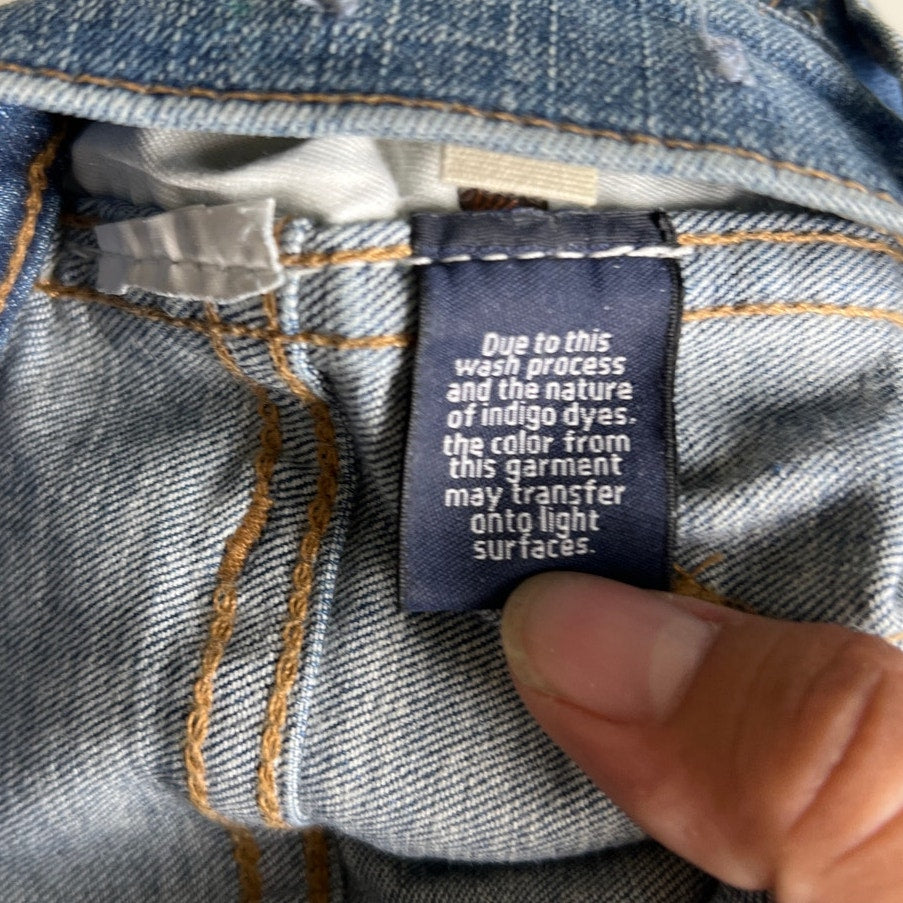 Due to this
wash process
and the nature
of indigo dyes.
the color from
this garment
may transfer
onto light
surfaces.